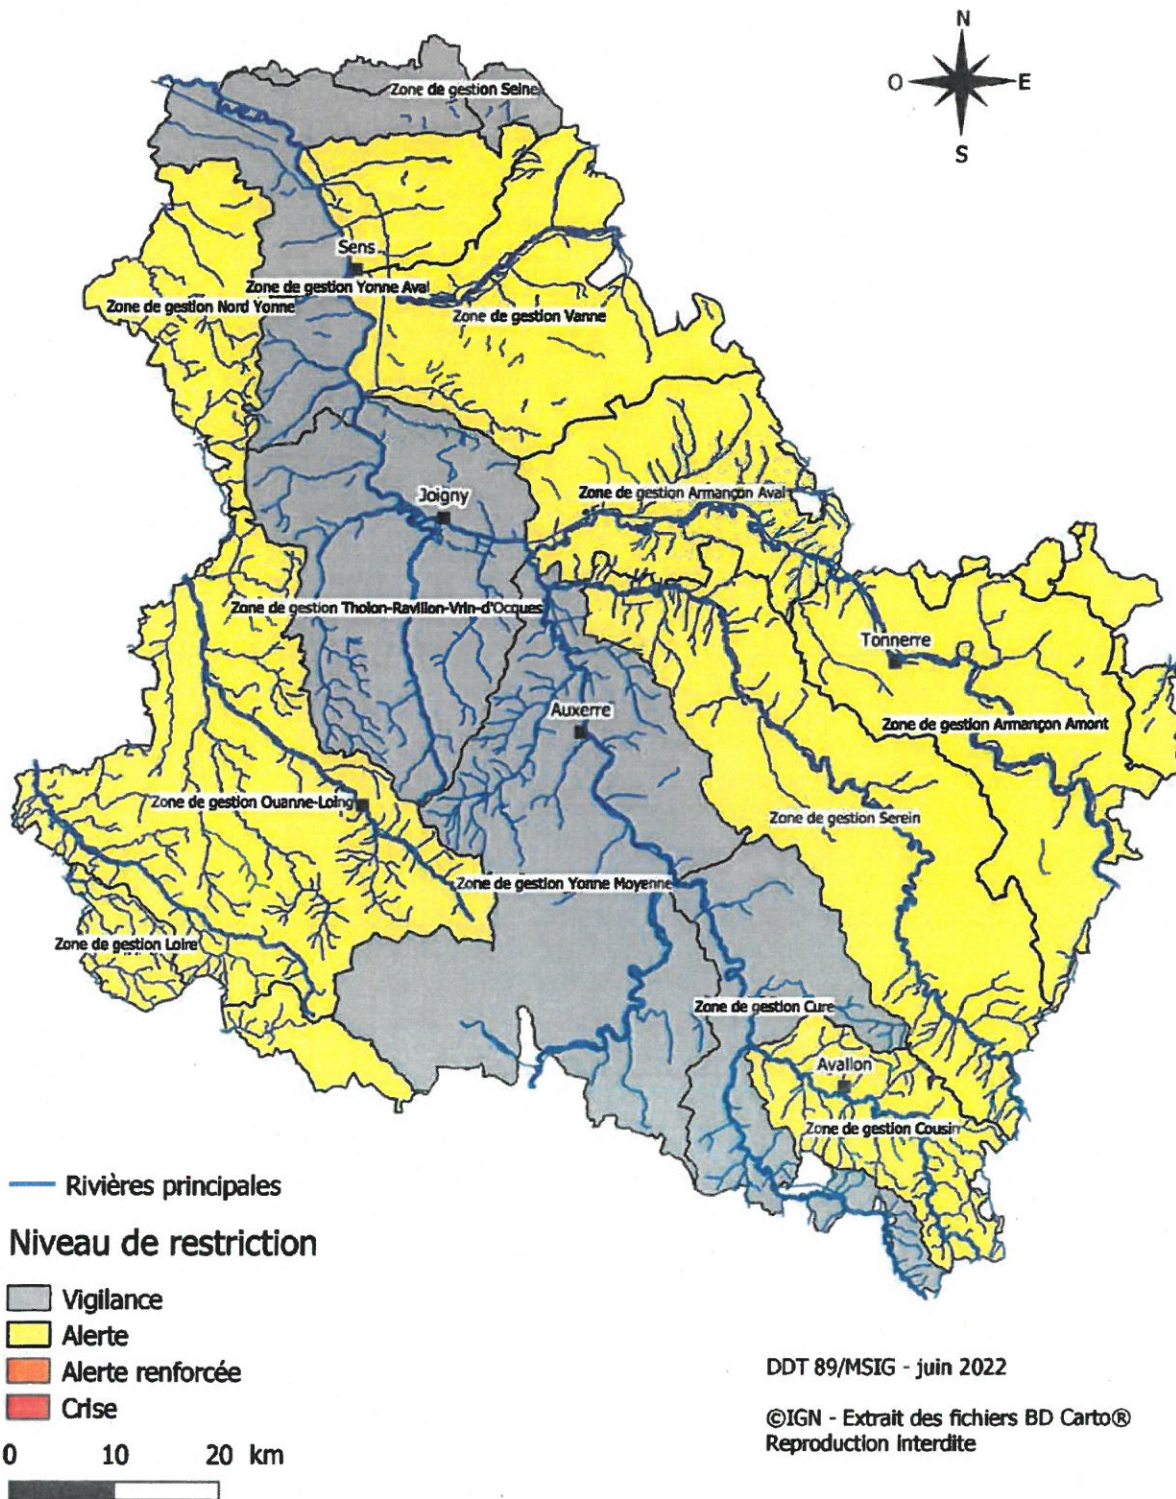 N
O
E
S
Zone de gestion Seine
Sens
Zone de gestion Yonne Aval
Zone de gestion Nord Yonne
Zone de gestion Vanne
Zone de gestion Armançon Aval
Joigny
Zone de gestion Tholon-Ravillon-Vrin-d'Ocques
Tonnerre
Auxerre
Zone de gestion Armançon Amont
Zone de gestion Ouanne-Loing
Zone de gestion Serein
Zone de gestion Yonne Moyenne
Zone de gestion Loire
Zone de gestion Cure
Avallon
Zone de gestion Cousin
Rivières principales
Niveau de restriction
Vigilance
Alerte
Alerte renforcée
Crise
0 10 20 km
DDT 89/MSIG - juin 2022
©IGN - Extrait des fichiers BD Carto®
Reproduction interdite